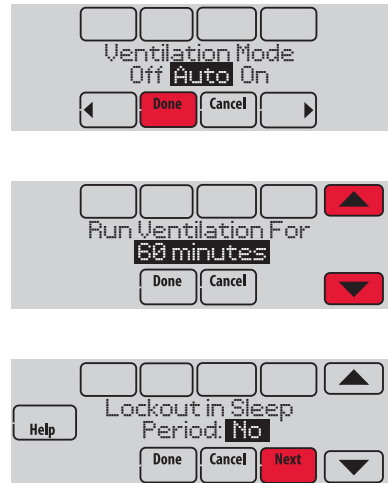 Ventilation Mode
Off Auto On
Done Cancel
Run Ventilation For
60 minutes
Done Cancel
Lockout in Sleep
Help
Period: No
Done Cancel Next